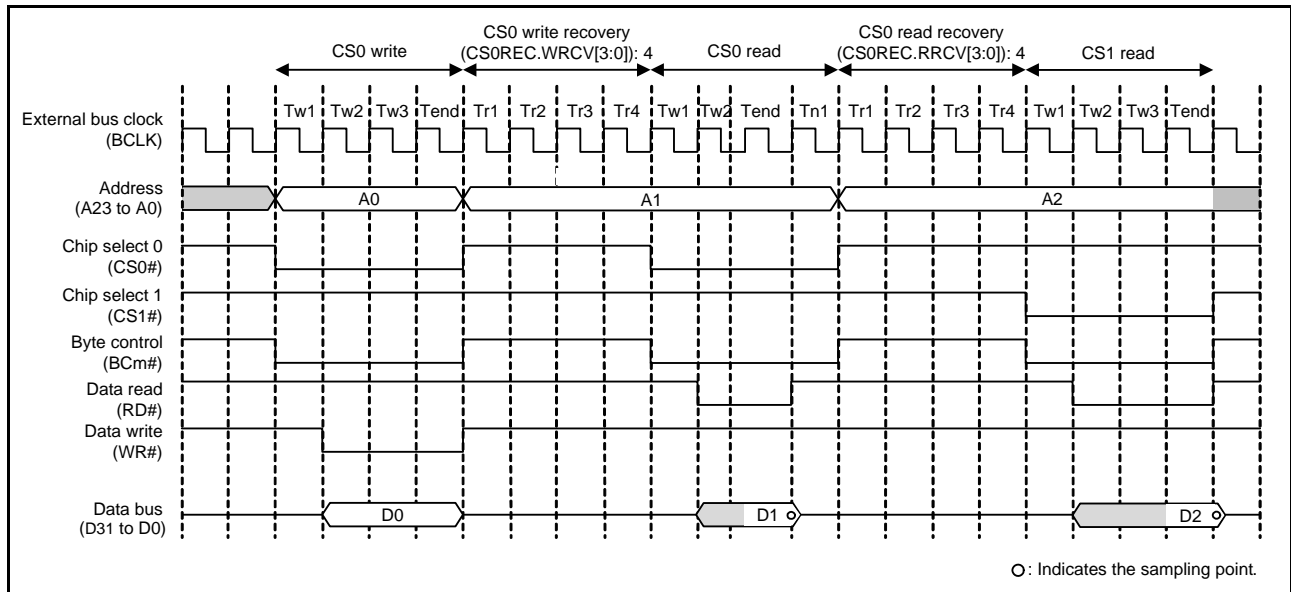 CS0 write
CS0 write recovery
(CS0REC.WRCV[3:0]): 4
CS0 read
CS0 read recovery
(CS0REC.RRCV[3:0]): 4
CS1 read
External bus clock
(BCLK)
Tw1 Tw2 Tw3 Tend Tr1 Tr2 Tr3 Tr4 Tw1 Tw2 Tend Tn1 Tr1 Tr2 Tr3 Tr4 Tw1 Tw2 Tw3 Tend
Address
(A23 to A0)
A0 A1 A2
Chip select 0
(CS0#)
Chip select 1
(CS1#)
Byte control
(BCm#)
Data read
(RD#)
Data write
(WR#)
Data bus
(D31 to D0)
D0 D1 D2
: Indicates the sampling point.